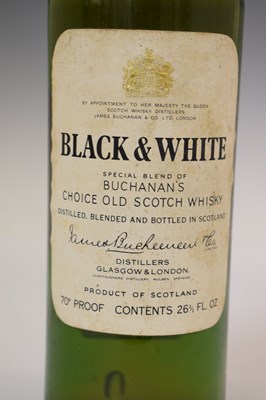 BY APPOINTMENT TO HER MAJESTY THE QUEEN
SCOTCH WHISKY DISTILLERS
JAMES BUCHANAN & CO. LTD. LONDON
BLACK & WHITE
SPECIAL BLEND OF
BUCHANAN'S
CHOICE OLD SCOTCH WHISKY
DISTILLED, BLENDED AND BOTTLED IN SCOTLAND
James Buchanan & Co
DISTILLERS
GLASGOW & LONDON.
PRODUCT OF SCOTLAND
70° PROOF CONTENTS 26⅔ FL. OZ